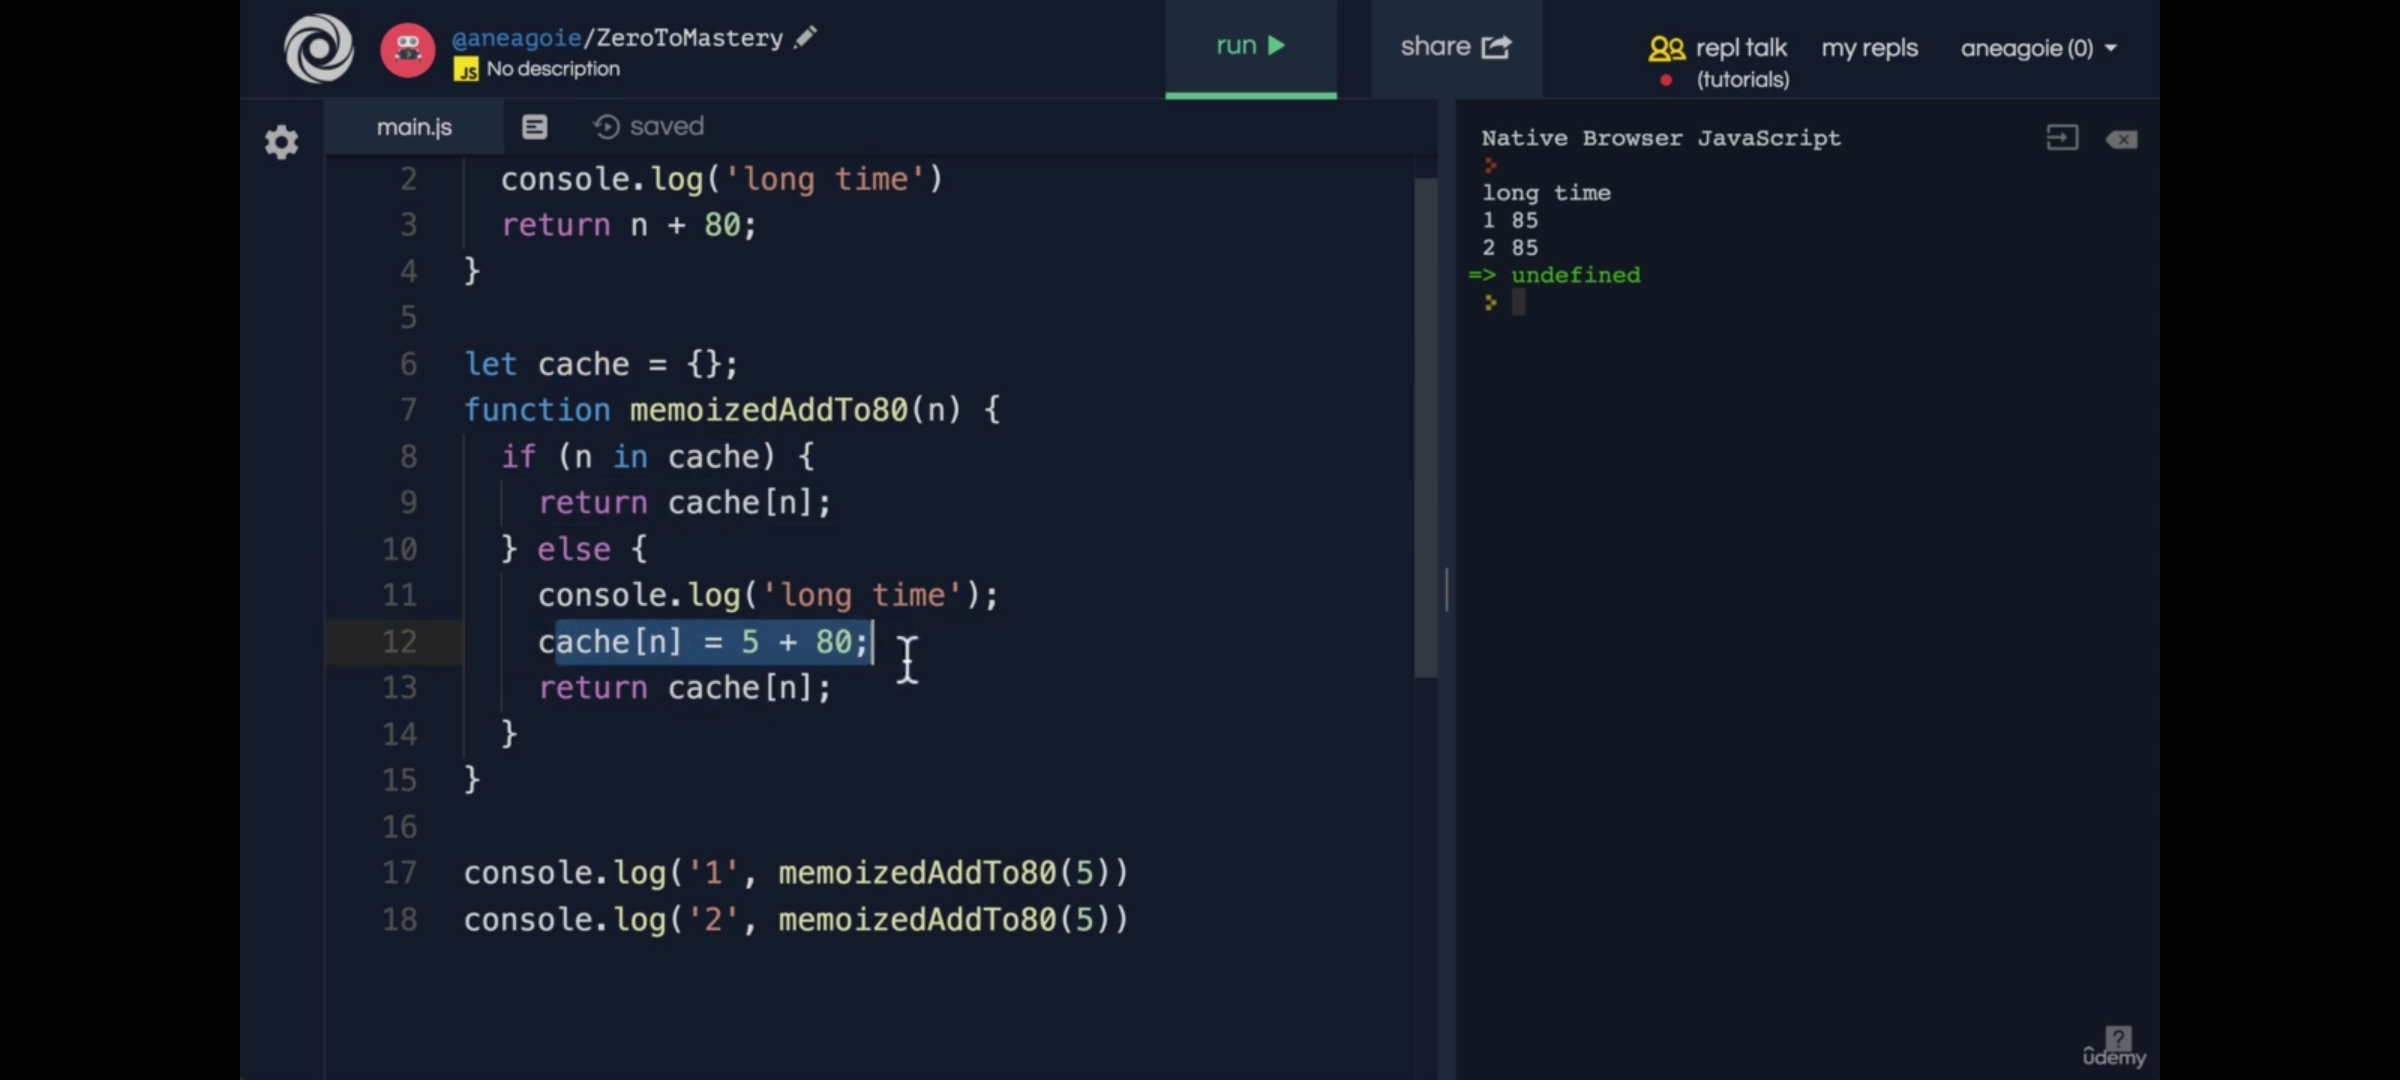 @aneagoie/ZeroToMastery
JS No description
run
share
repl talk
(tutorials)
my repls
aneagoie (0)
main.js
saved
2 console.log('long time')
3 return n + 80;
4 }
5
6 let cache = {};
7 function memoizedAddTo80(n) {
8 if (n in cache) {
9 return cache[n];
10 } else {
11 console.log('long time');
12 cache[n] = 5 + 80;
13 return cache[n];
14 }
15 }
16
17 console.log('1', memoizedAddTo80(5))
18 console.log('2', memoizedAddTo80(5))
Native Browser JavaScript
long time
1 85
2 85
=> undefined
?
ûdemy